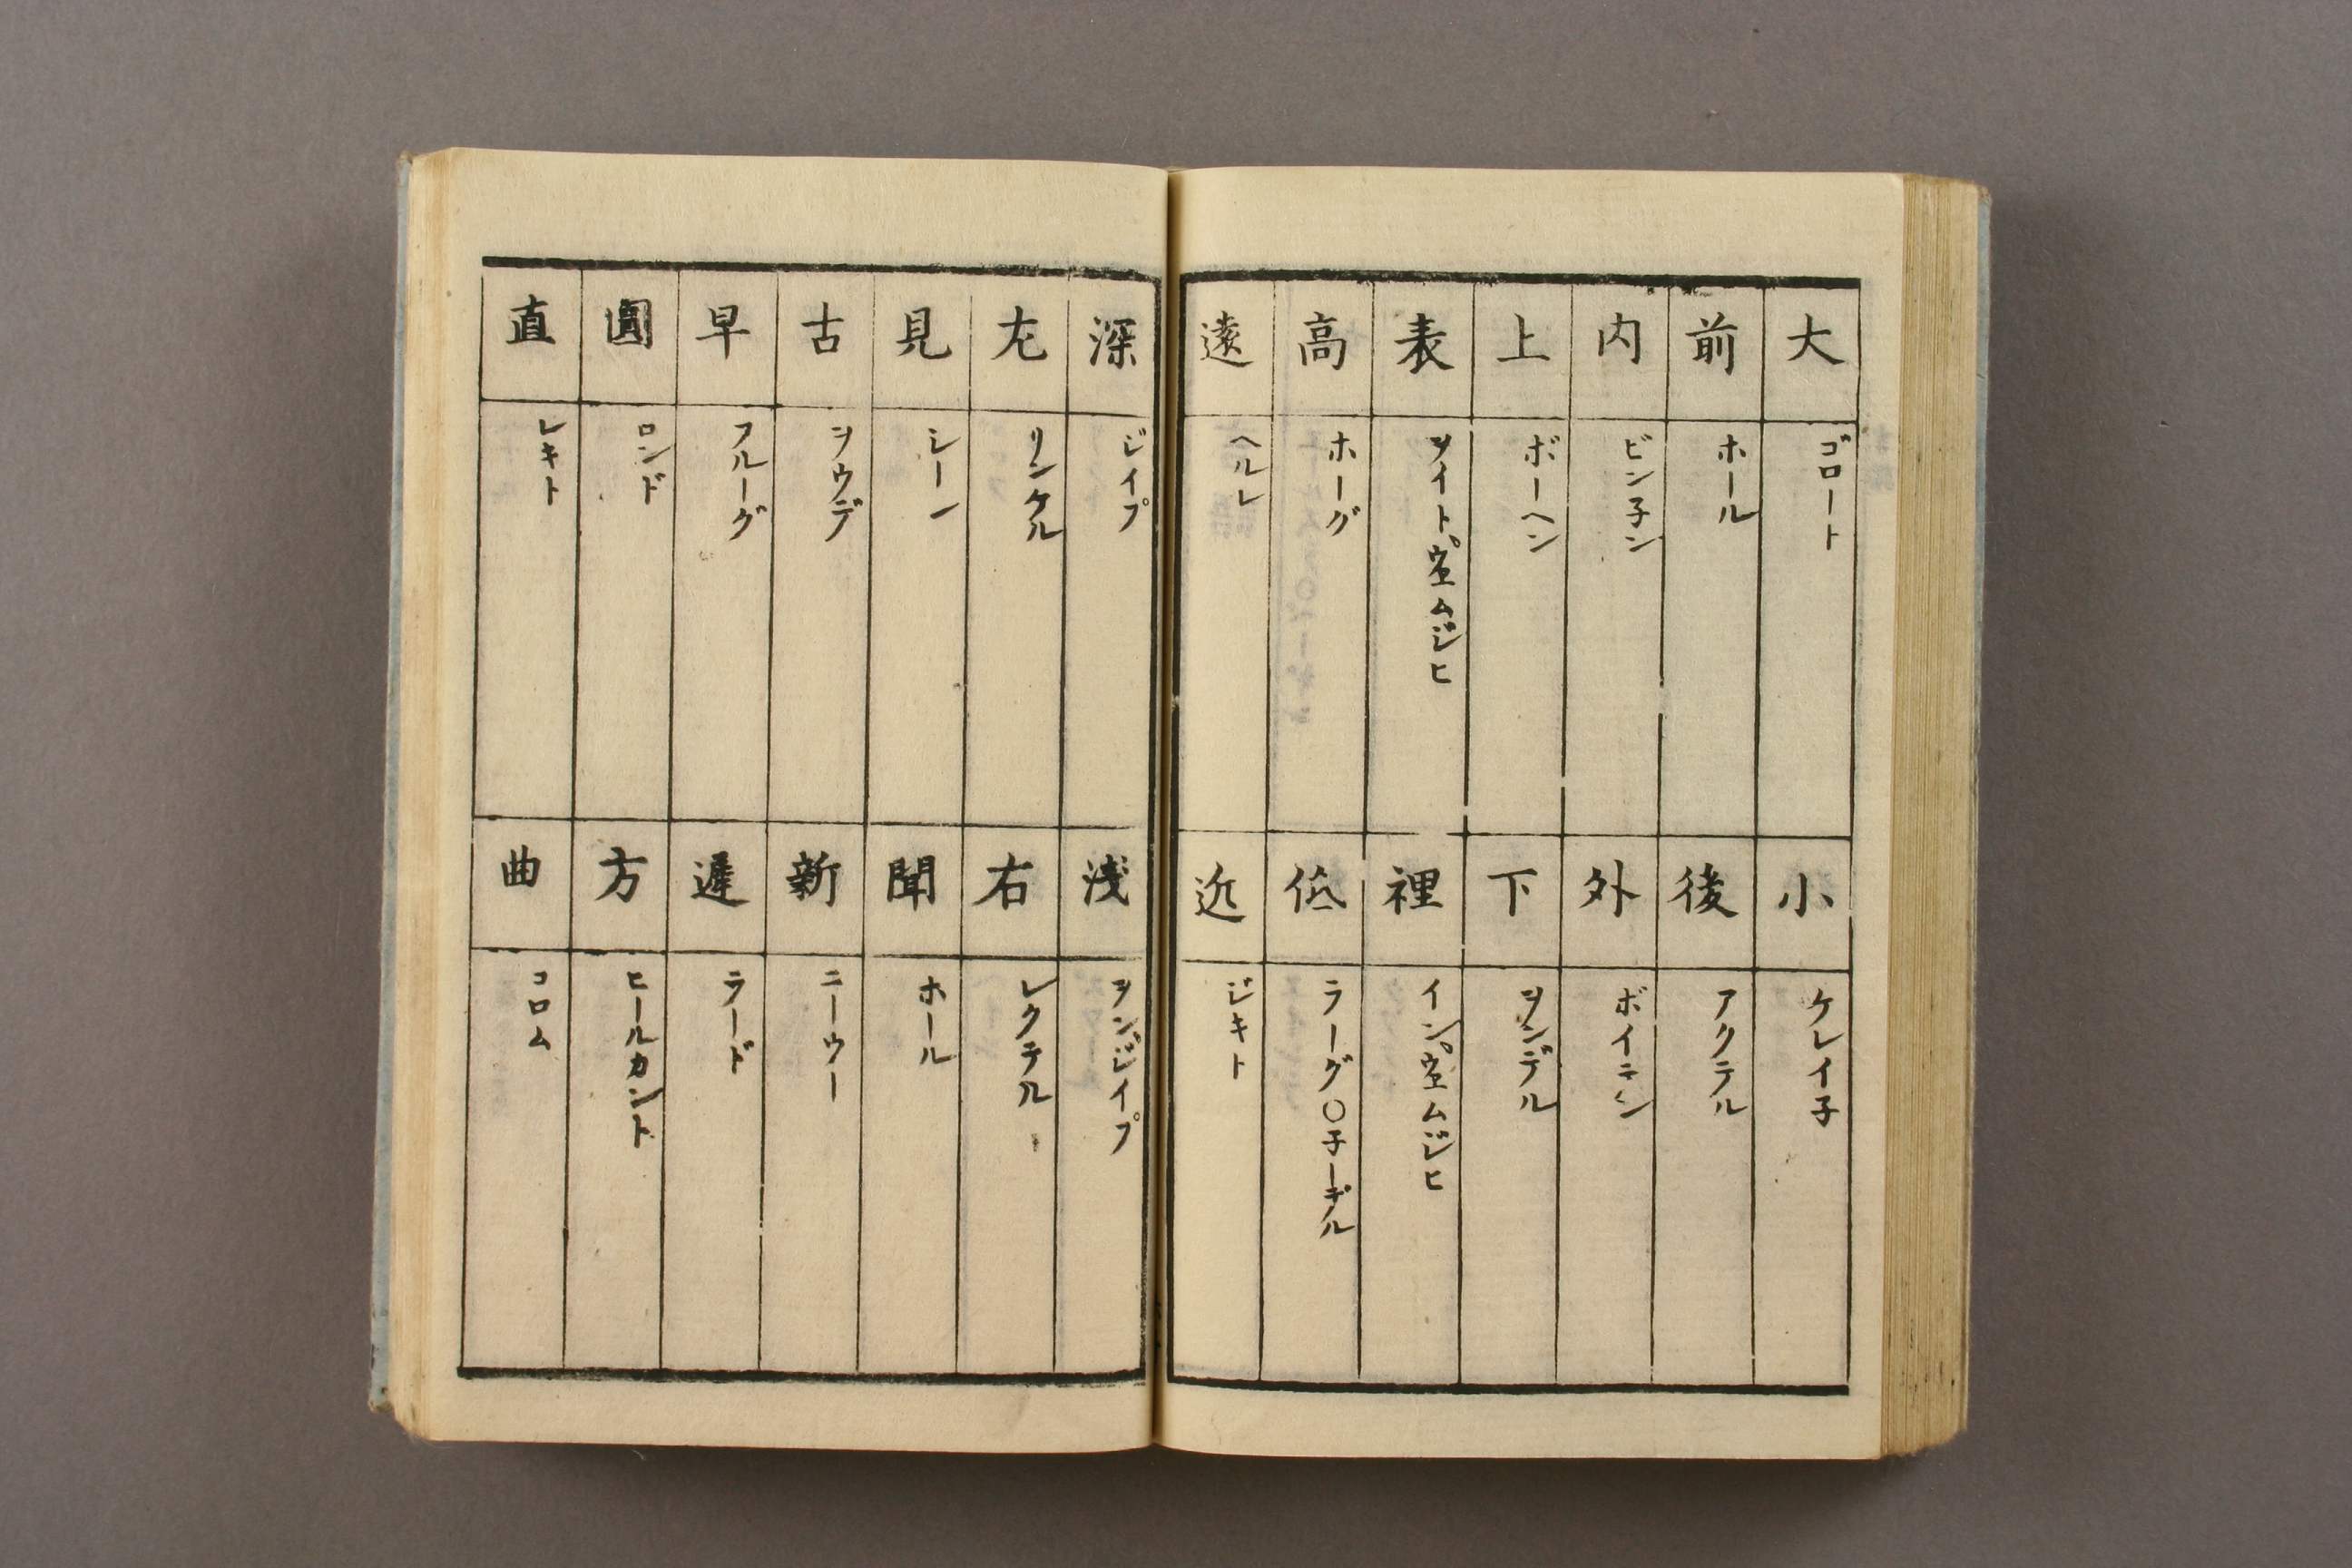 大 ゴロート 小 ケレイ子
前 ホール 後 アクテル
内 ビン子ン 外 ボイテン
上 ボーヘン 下 ヲンデル
表 ヲイト゚ウヱムジヒ 裡 イン゚ウヱムジヒ
高 ホーグ 低 ラーグ〇子ーデル
遠 ヘルレ 近 ジキト
深 ジイプ 淺 ヲンジイプ
左 リンケル 右 レクテル
見 シーン 聞 ホール
古 ヲウデ 新 ニーウー
早 フルーグ 遅 ラード
圓 ロンド 方 ヒールカント
直 レキト 曲 コロム